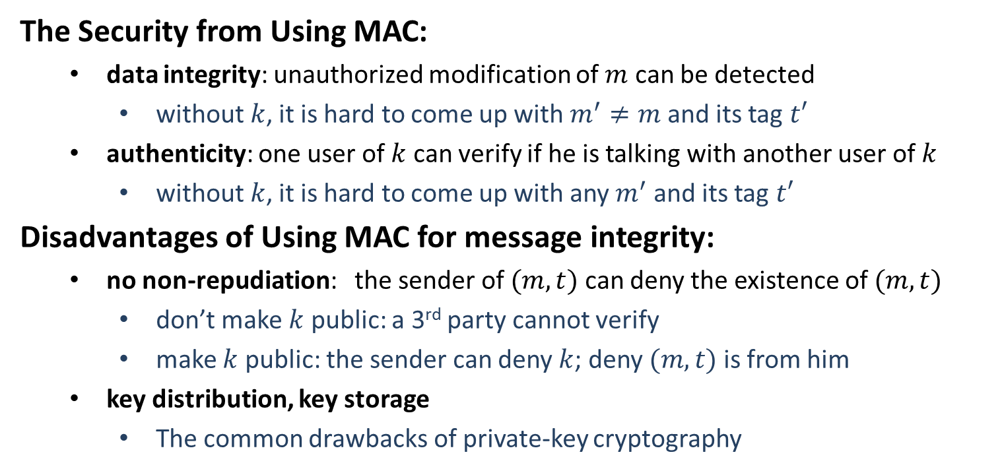 The Security from Using MAC:
• data integrity: unauthorized modification of m can be detected
• without k, it is hard to come up with m′ ≠ m and its tag t′
• authenticity: one user of k can verify if he is talking with another user of k
• without k, it is hard to come up with any m′ and its tag t′
Disadvantages of Using MAC for message integrity:
• no non-repudiation: the sender of (m, t) can deny the existence of (m, t)
• don’t make k public: a 3rd party cannot verify
• make k public: the sender can deny k; deny (m, t) is from him
• key distribution, key storage
• The common drawbacks of private-key cryptography